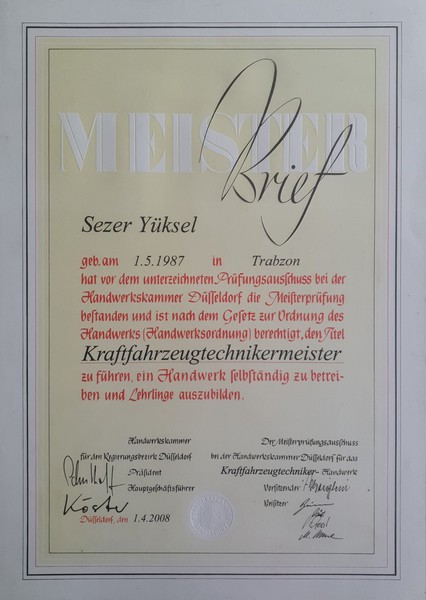 MEISTER
Brief
Sezer Yüksel
geb. am 1.5.1987 in Trabzon
hat vor dem unterzeichneten Prüfungsausschuss bei der
Handwerkskammer Düsseldorf die Meisterprüfung
bestanden und ist nach dem Gesetz zur Ordnung des
Handwerks (Handwerksordnung) berechtigt, den Titel
Kraftfahrzeugtechnikermeister
zu führen, ein Handwerk selbständig zu betrei-
ben und Lehrlinge auszubilden.
Handwerkskammer
für den Regierungsbezirk Düsseldorf
Präsident
Hauptgeschäftsführer
Köster
Düsseldorf, den 1.4.2008
Der Meisterprüfungsausschuss
bei der Handwerkskammer Düsseldorf für das
Kraftfahrzeugtechniker- Handwerk
Vorsitzender
Beisitzer